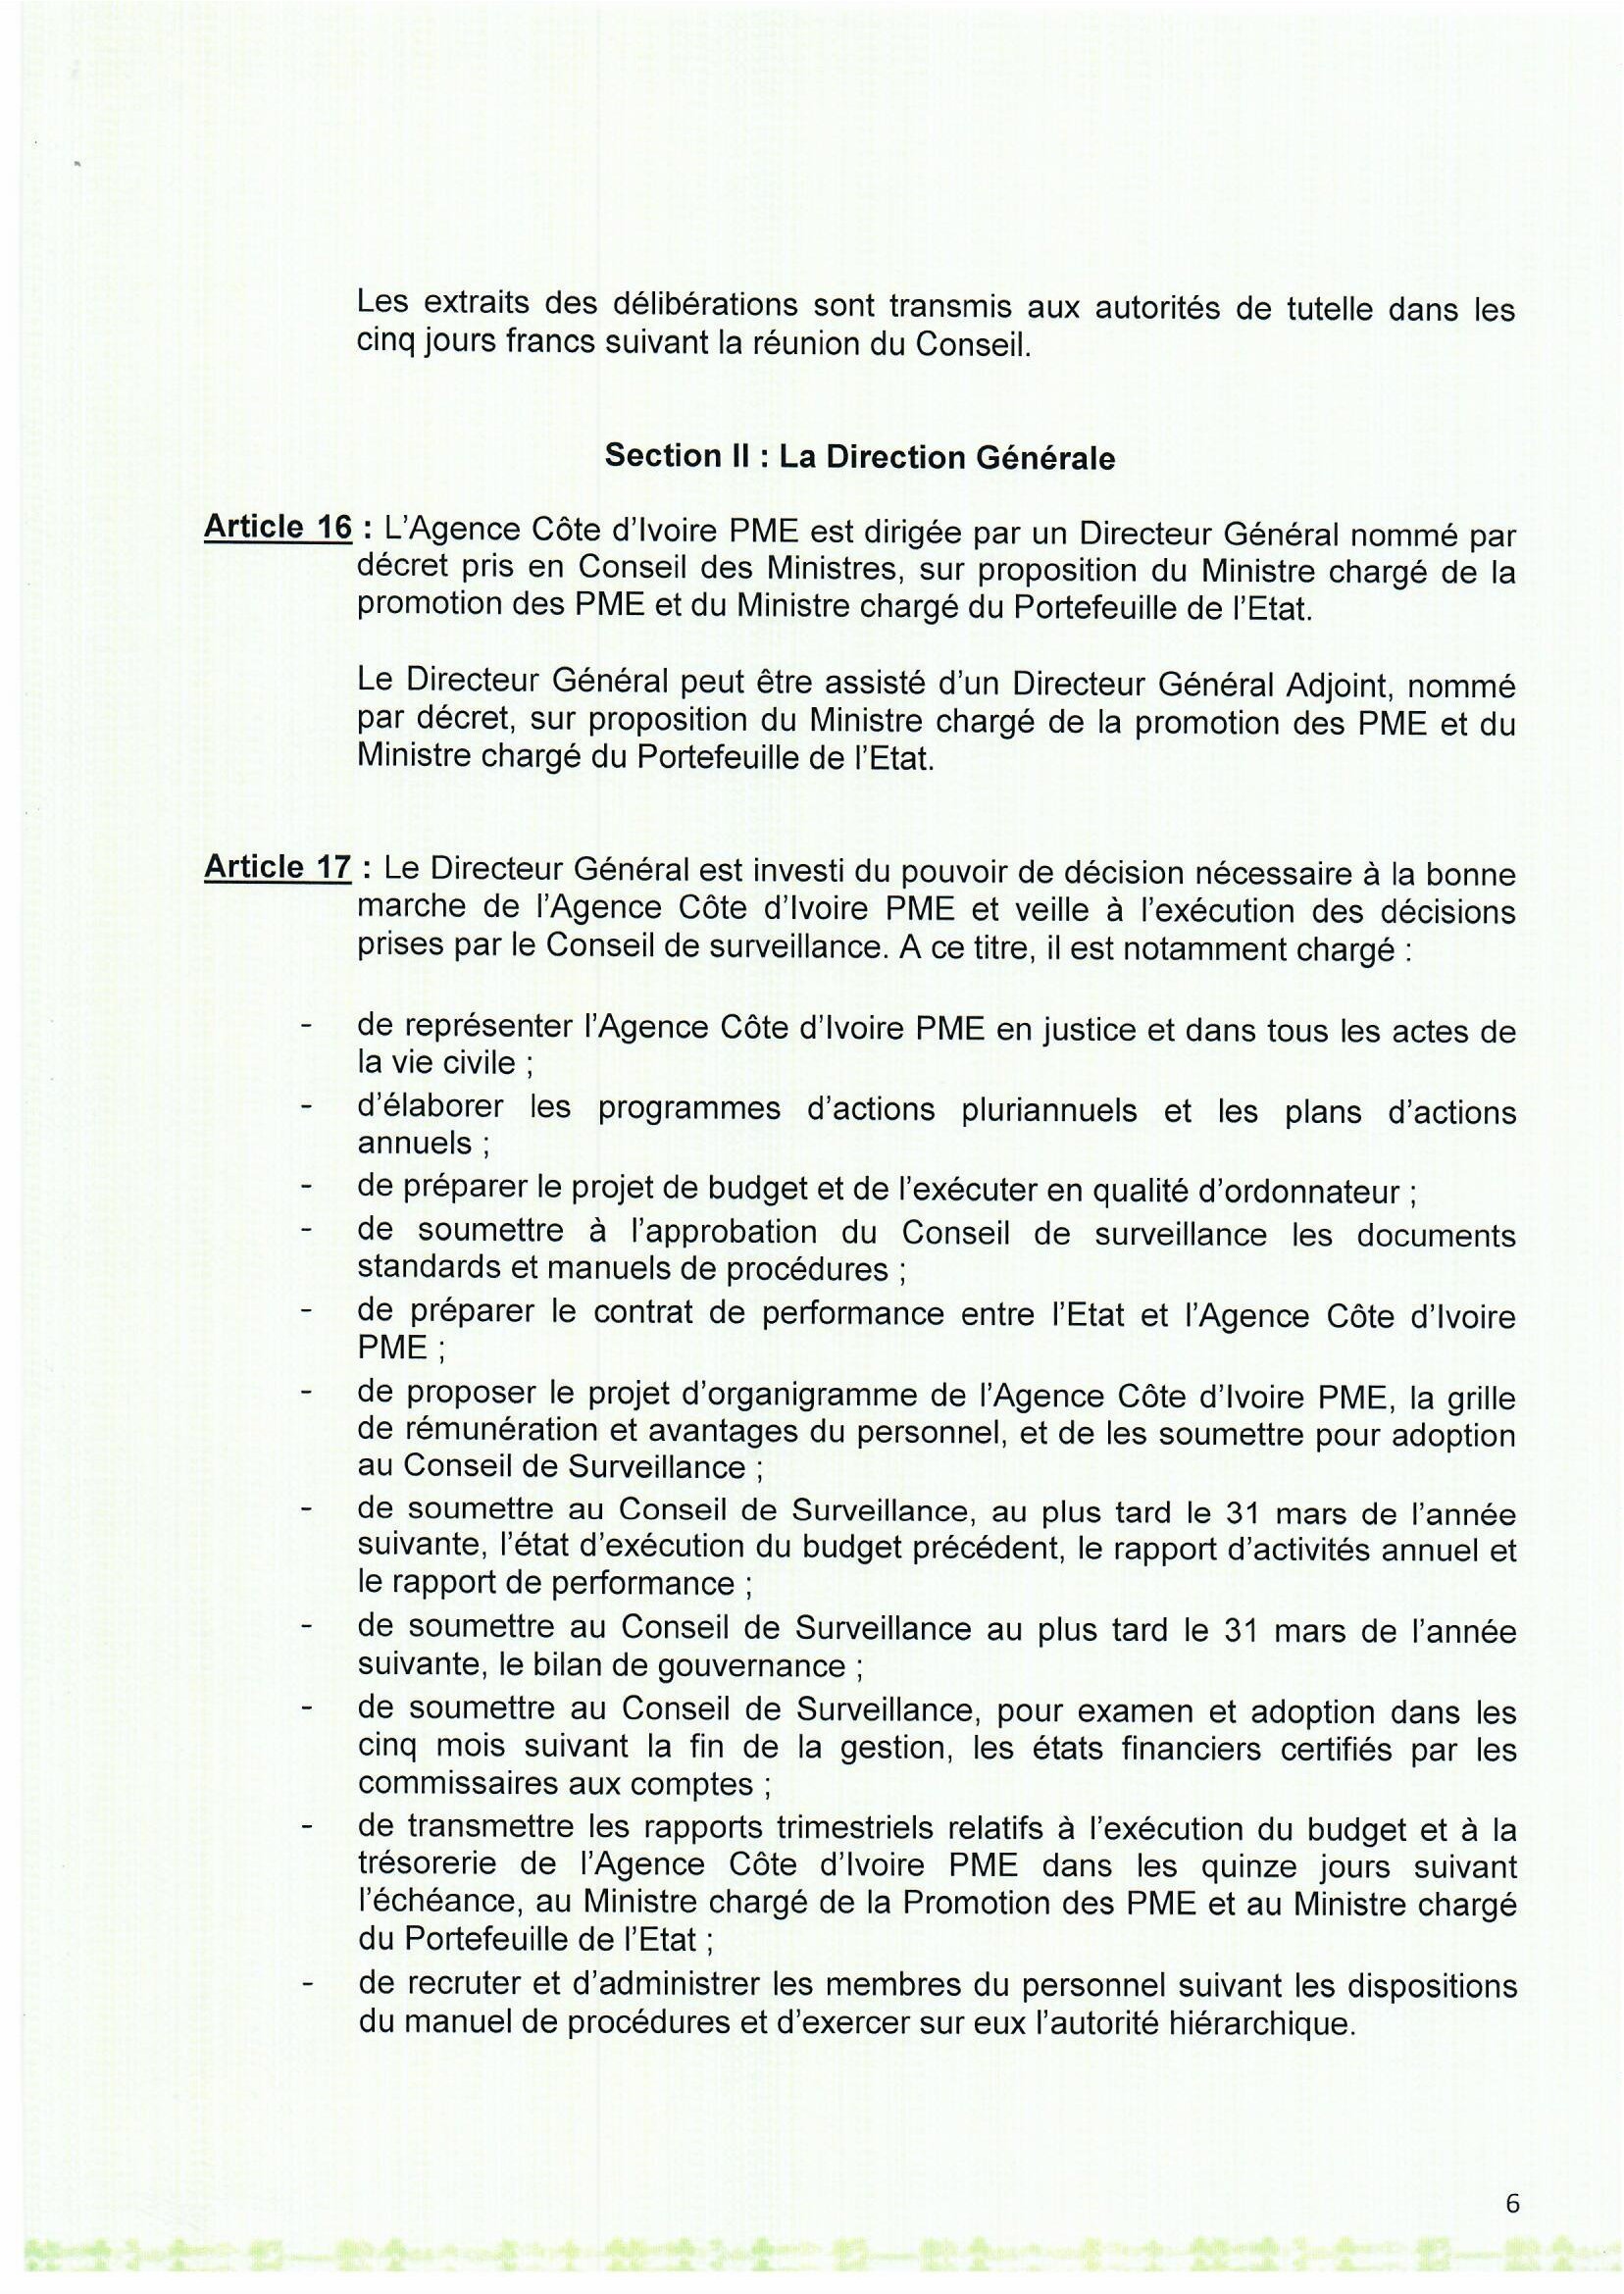 Les extraits des délibérations sont transmis aux autorités de tutelle dans les
cinq jours francs suivant la réunion du Conseil.
Section II : La Direction Générale
Article 16 : L'Agence Côte d'Ivoire PME est dirigée par un Directeur Général nommé par
décret pris en Conseil des Ministres, sur proposition du Ministre chargé de la
promotion des PME et du Ministre chargé du Portefeuille de l'Etat.
Le Directeur Général peut être assisté d'un Directeur Général Adjoint, nommé
par décret, sur proposition du Ministre chargé de la promotion des PME et du
Ministre chargé du Portefeuille de l'Etat.
Article 17 : Le Directeur Général est investi du pouvoir de décision nécessaire à la bonne
marche de l'Agence Côte d'Ivoire PME et veille à l'exécution des décisions
prises par le Conseil de surveillance. A ce titre, il est notamment chargé :
- de représenter l'Agence Côte d'Ivoire PME en justice et dans tous les actes de
la vie civile ;
- d'élaborer les programmes d'actions pluriannuels et les plans d'actions
annuels ;
- de préparer le projet de budget et de l'exécuter en qualité d'ordonnateur ;
- de soumettre à l'approbation du Conseil de surveillance les documents
standards et manuels de procédures ;
- de préparer le contrat de performance entre l'Etat et l'Agence Côte d'Ivoire
PME ;
- de proposer le projet d'organigramme de l'Agence Côte d'Ivoire PME, la grille
de rémunération et avantages du personnel, et de les soumettre pour adoption
au Conseil de Surveillance ;
- de soumettre au Conseil de Surveillance, au plus tard le 31 mars de l'année
suivante, l'état d'exécution du budget précédent, le rapport d'activités annuel et
le rapport de performance ;
- de soumettre au Conseil de Surveillance au plus tard le 31 mars de l'année
suivante, le bilan de gouvernance ;
- de soumettre au Conseil de Surveillance, pour examen et adoption dans les
cinq mois suivant la fin de la gestion, les états financiers certifiés par les
commissaires aux comptes ;
- de transmettre les rapports trimestriels relatifs à l'exécution du budget et à la
trésorerie de l'Agence Côte d'Ivoire PME dans les quinze jours suivant
l'échéance, au Ministre chargé de la Promotion des PME et au Ministre chargé
du Portefeuille de l'Etat ;
- de recruter et d'administrer les membres du personnel suivant les dispositions
du manuel de procédures et d'exercer sur eux l'autorité hiérarchique.
6